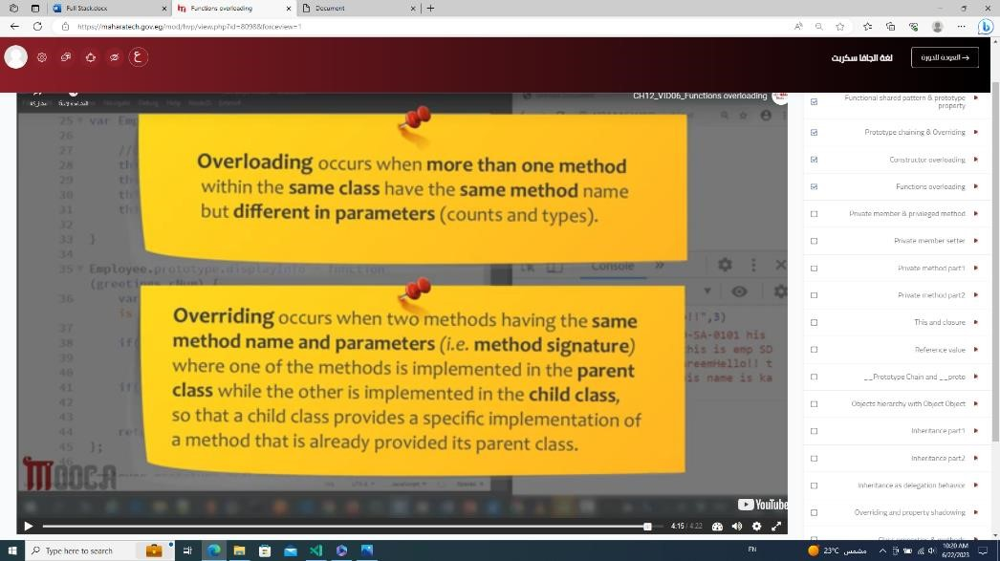 Full Stack.docx
Functions overloading
Document
https://maharatech.gov.eg/mod/hvp/view.php?id=8098&forceview=1
ع
لغة الجافا سكربت
العودة للدورة
CH12_VID06_Functions overloading
Overloading occurs when more than one method
within the same class have the same method name
but different in parameters (counts and types).
Overriding occurs when two methods having the same
method name and parameters (i.e. method signature)
where one of the methods is implemented in the parent
class while the other is implemented in the child class,
so that a child class provides a specific implementation of
a method that is already provided its parent class.
25 var Emp
26
27
28 th
29 th
30 th
31 th
32
33 }
34
35 Employee.prototype.displayInfo = function
(greetings,rNum) {
36 var
is
37
38 if(
39
40
41 if(
42
43
44 ret
45 };
46
Console
!!",3)
D-SA-0101 his
his is emp SD
reemHello!! t
is name is ka
MOOCA
YouTube
4:15 / 4:22
Functional shared pattern & prototype
property
Prototype chaining & Overriding
Constructor overloading
Functions overloading
Private member & privileged method
Private member setter
Private method part1
Private method part2
This and closure
Reference value
__Prototype Chain and __proto
Objects hierarchy with Object Object
Inheritance part1
Inheritance part2
Inheritance as delegation behavior
Overriding and property shadowing
Type here to search
EN
23°C مشمس
10:20 AM
6/22/2023